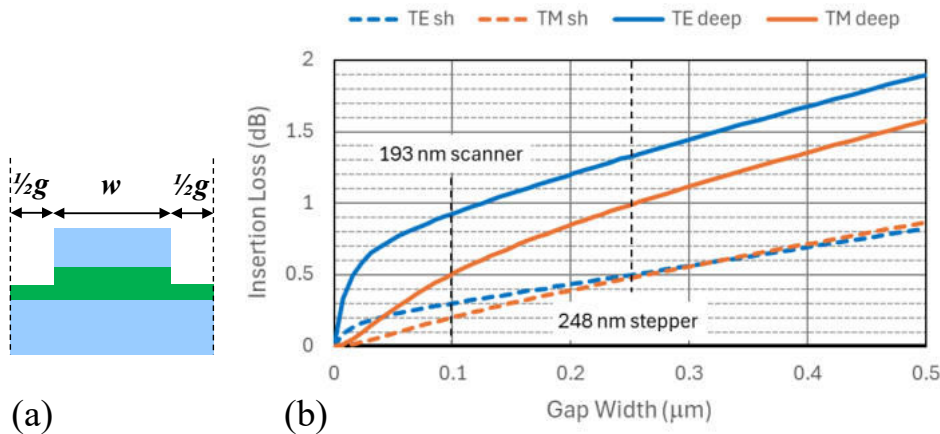 TE sh TM sh TE deep TM deep
½g w ½g
(a)
Insertion Loss (dB)
2
1.5
1
0.5
0
193 nm scanner
248 nm stepper
0 0.1 0.2 0.3 0.4 0.5
Gap Width (μm)
(b)